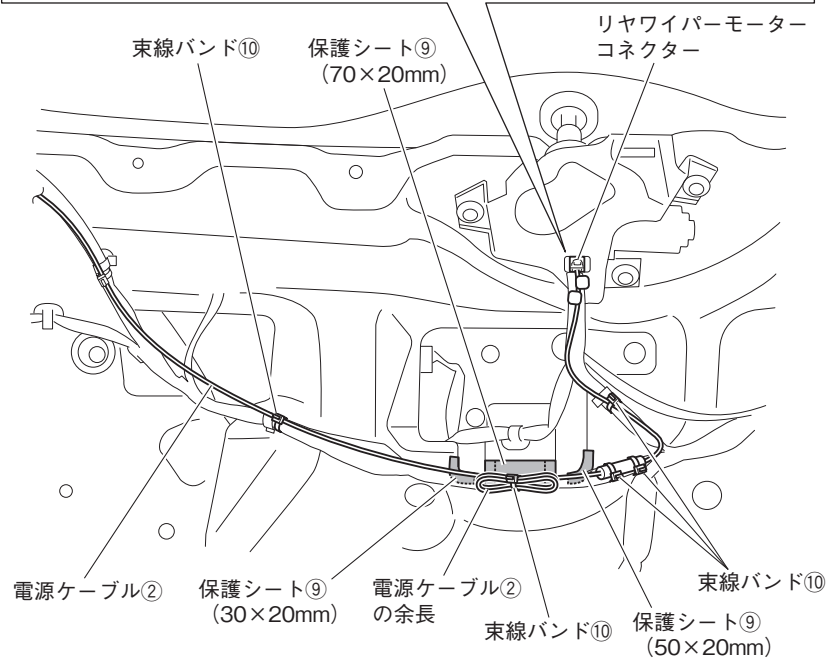 リヤワイパーモーター
コネクター
束線バンド⑩
保護シート⑨
（70×20mm）
電源ケーブル②
保護シート⑨
（30×20mm）
電源ケーブル②
の余長
束線バンド⑩
束線バンド⑩
保護シート⑨
（50×20mm）